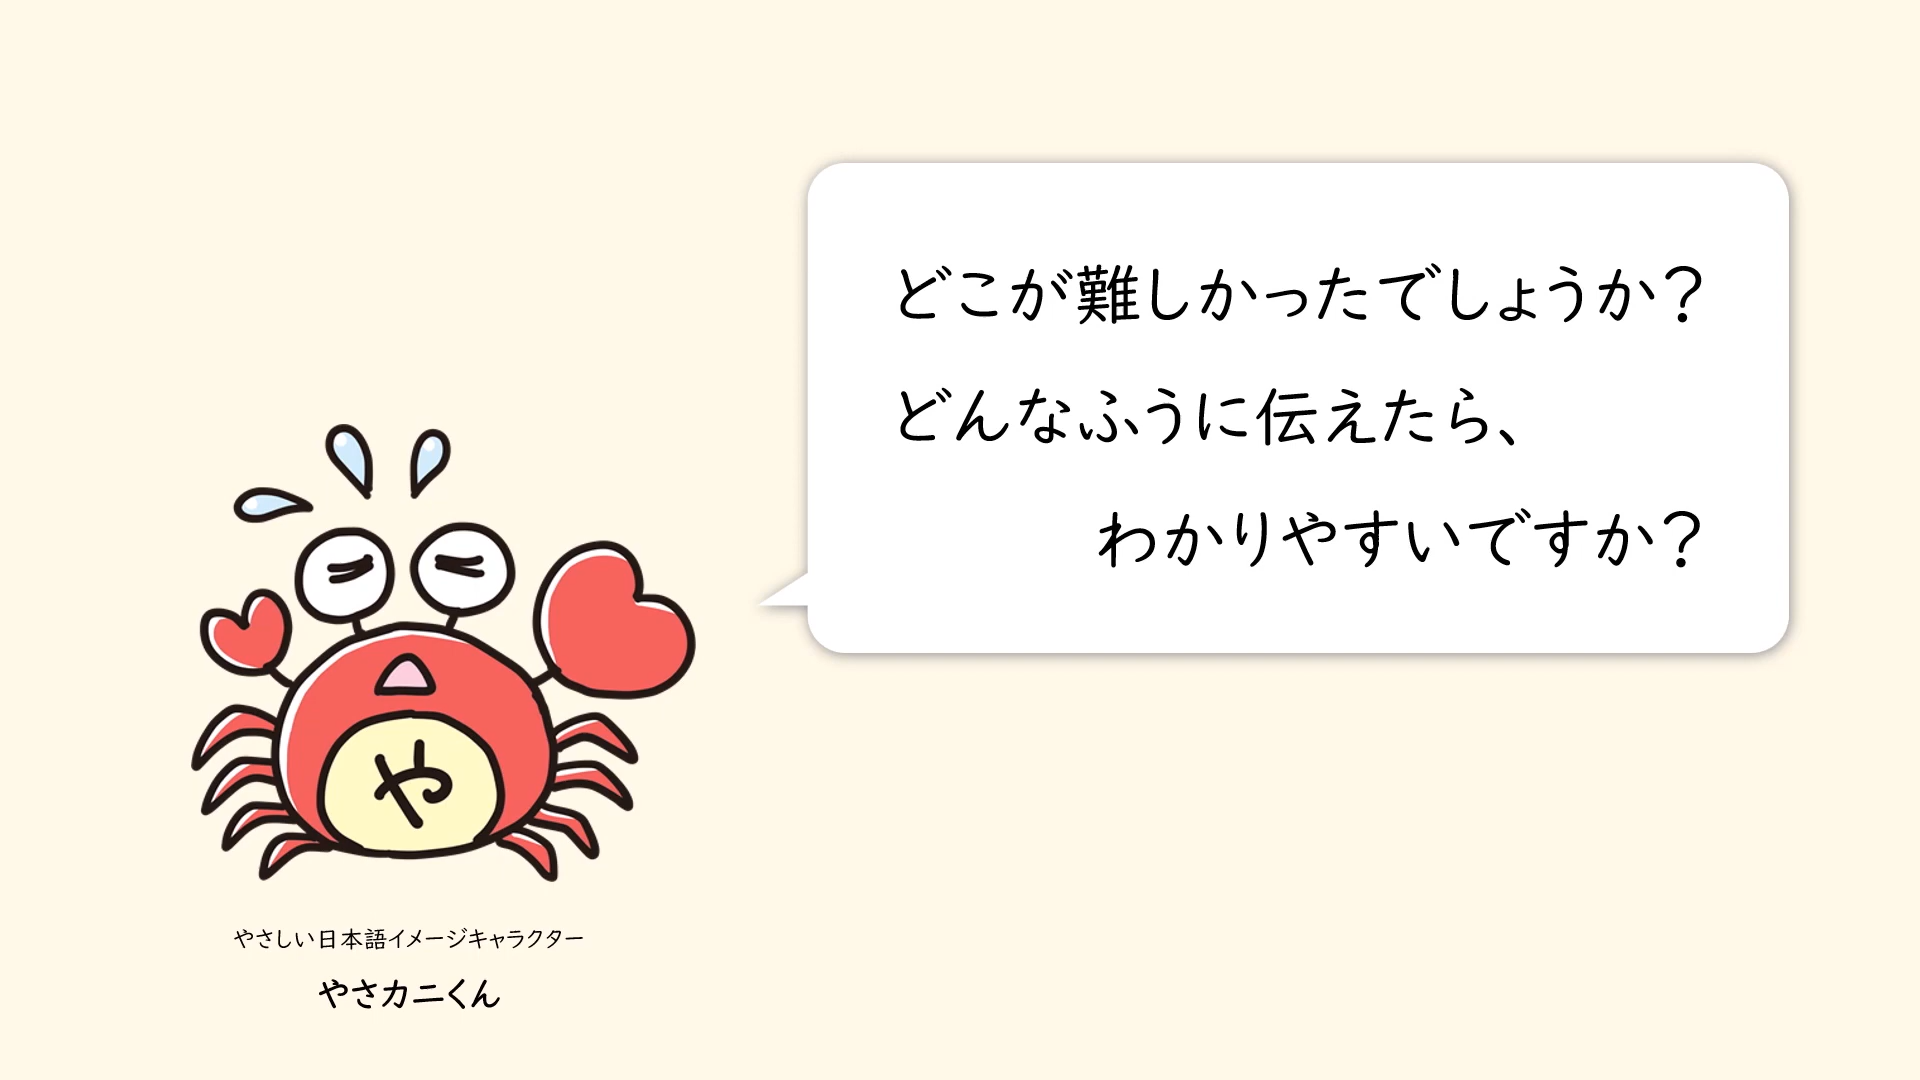 どこが難しかったでしょうか？
どんなふうに伝えたら、
わかりやすいですか？
や
やさしい日本語イメージキャラクター
やさカニくん